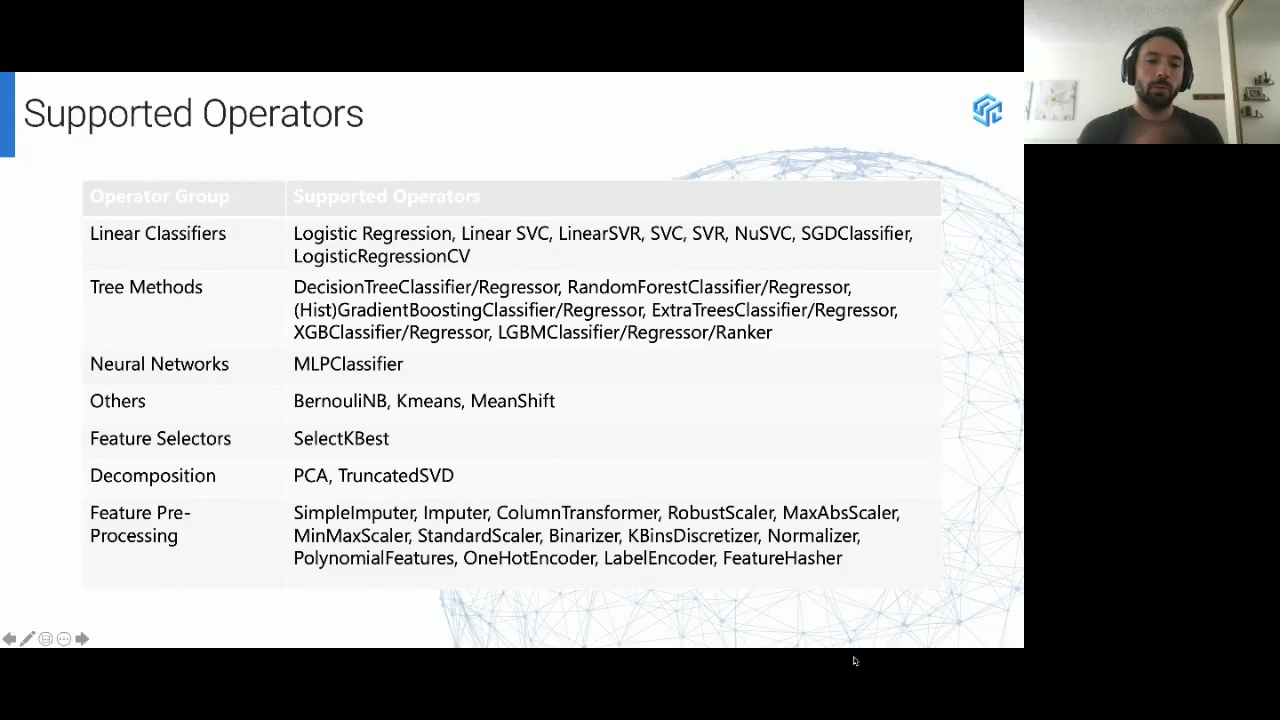 Supported Operators
Operator Group
Supported Operators
Linear Classifiers
Logistic Regression, Linear SVC, LinearSVR, SVC, SVR, NuSVC, SGDClassifier,
LogisticRegressionCV
Tree Methods
DecisionTreeClassifier/Regressor, RandomForestClassifier/Regressor,
(Hist)GradientBoostingClassifier/Regressor, ExtraTreesClassifier/Regressor,
XGBClassifier/Regressor, LGBMClassifier/Regressor/Ranker
Neural Networks
MLPClassifier
Others
BernouliNB, Kmeans, MeanShift
Feature Selectors
SelectKBest
Decomposition
PCA, TruncatedSVD
Feature Pre-
Processing
SimpleImputer, Imputer, ColumnTransformer, RobustScaler, MaxAbsScaler,
MinMaxScaler, StandardScaler, Binarizer, KBinsDiscretizer, Normalizer,
PolynomialFeatures, OneHotEncoder, LabelEncoder, FeatureHasher